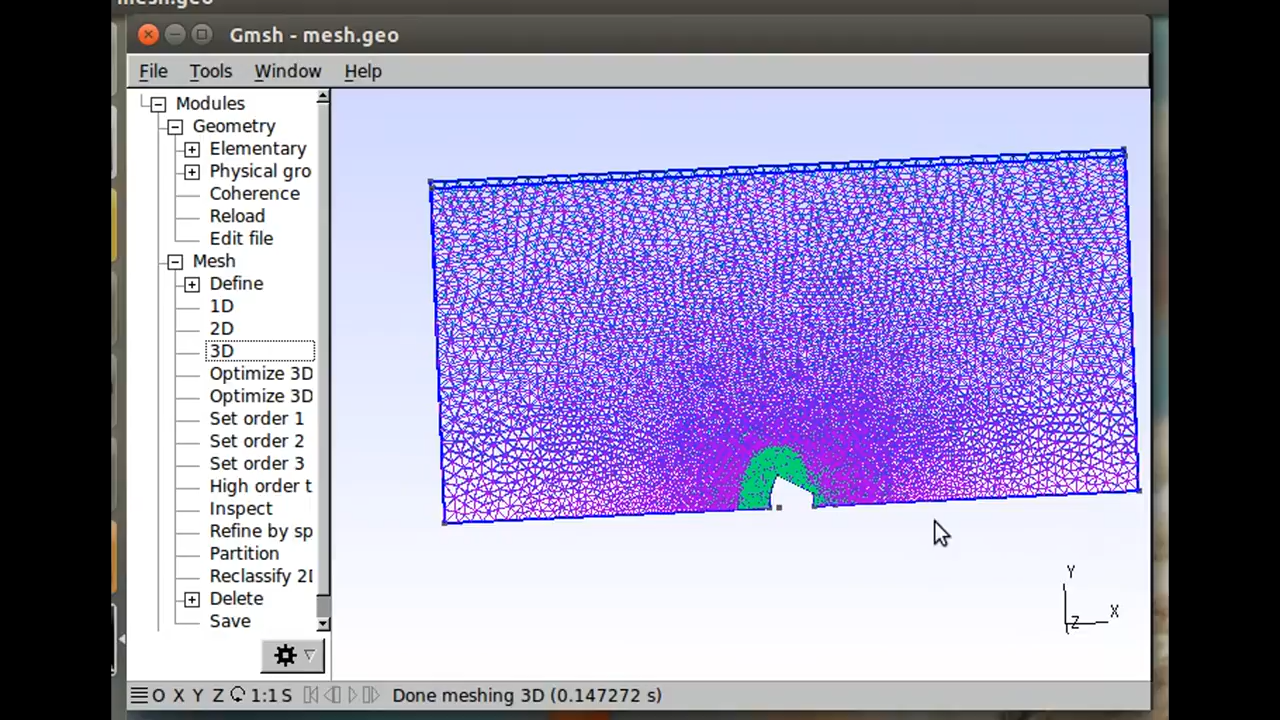 mesh.geo
Gmsh - mesh.geo
File Tools Window Help
Modules
Geometry
Elementary
Physical gro
Coherence
Reload
Edit file
Mesh
Define
1D
2D
3D
Optimize 3D
Optimize 3D
Set order 1
Set order 2
Set order 3
High order t
Inspect
Refine by sp
Partition
Reclassify 2D
Delete
Save
Y
X
Z
O X Y Z 1:1 S Done meshing 3D (0.147272 s)